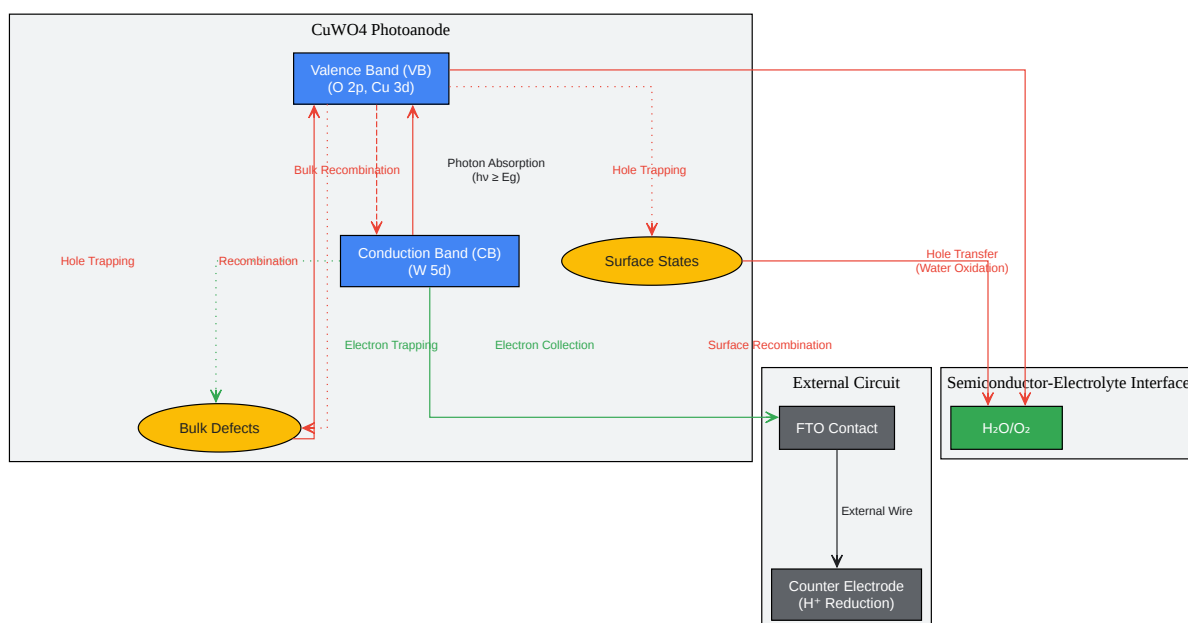 CuWO4 Photoanode
Valence Band (VB)
(O 2p, Cu 3d)
Bulk Recombination
Photon Absorption
(hν ≥ Eg)
Hole Trapping
Hole Trapping
Recombination
Conduction Band (CB)
(W 5d)
Surface States
Hole Transfer
(Water Oxidation)
Electron Trapping
Electron Collection
Surface Recombination
External Circuit
Semiconductor-Electrolyte Interface
Bulk Defects
FTO Contact
H₂O/O₂
External Wire
Counter Electrode
(H⁺ Reduction)